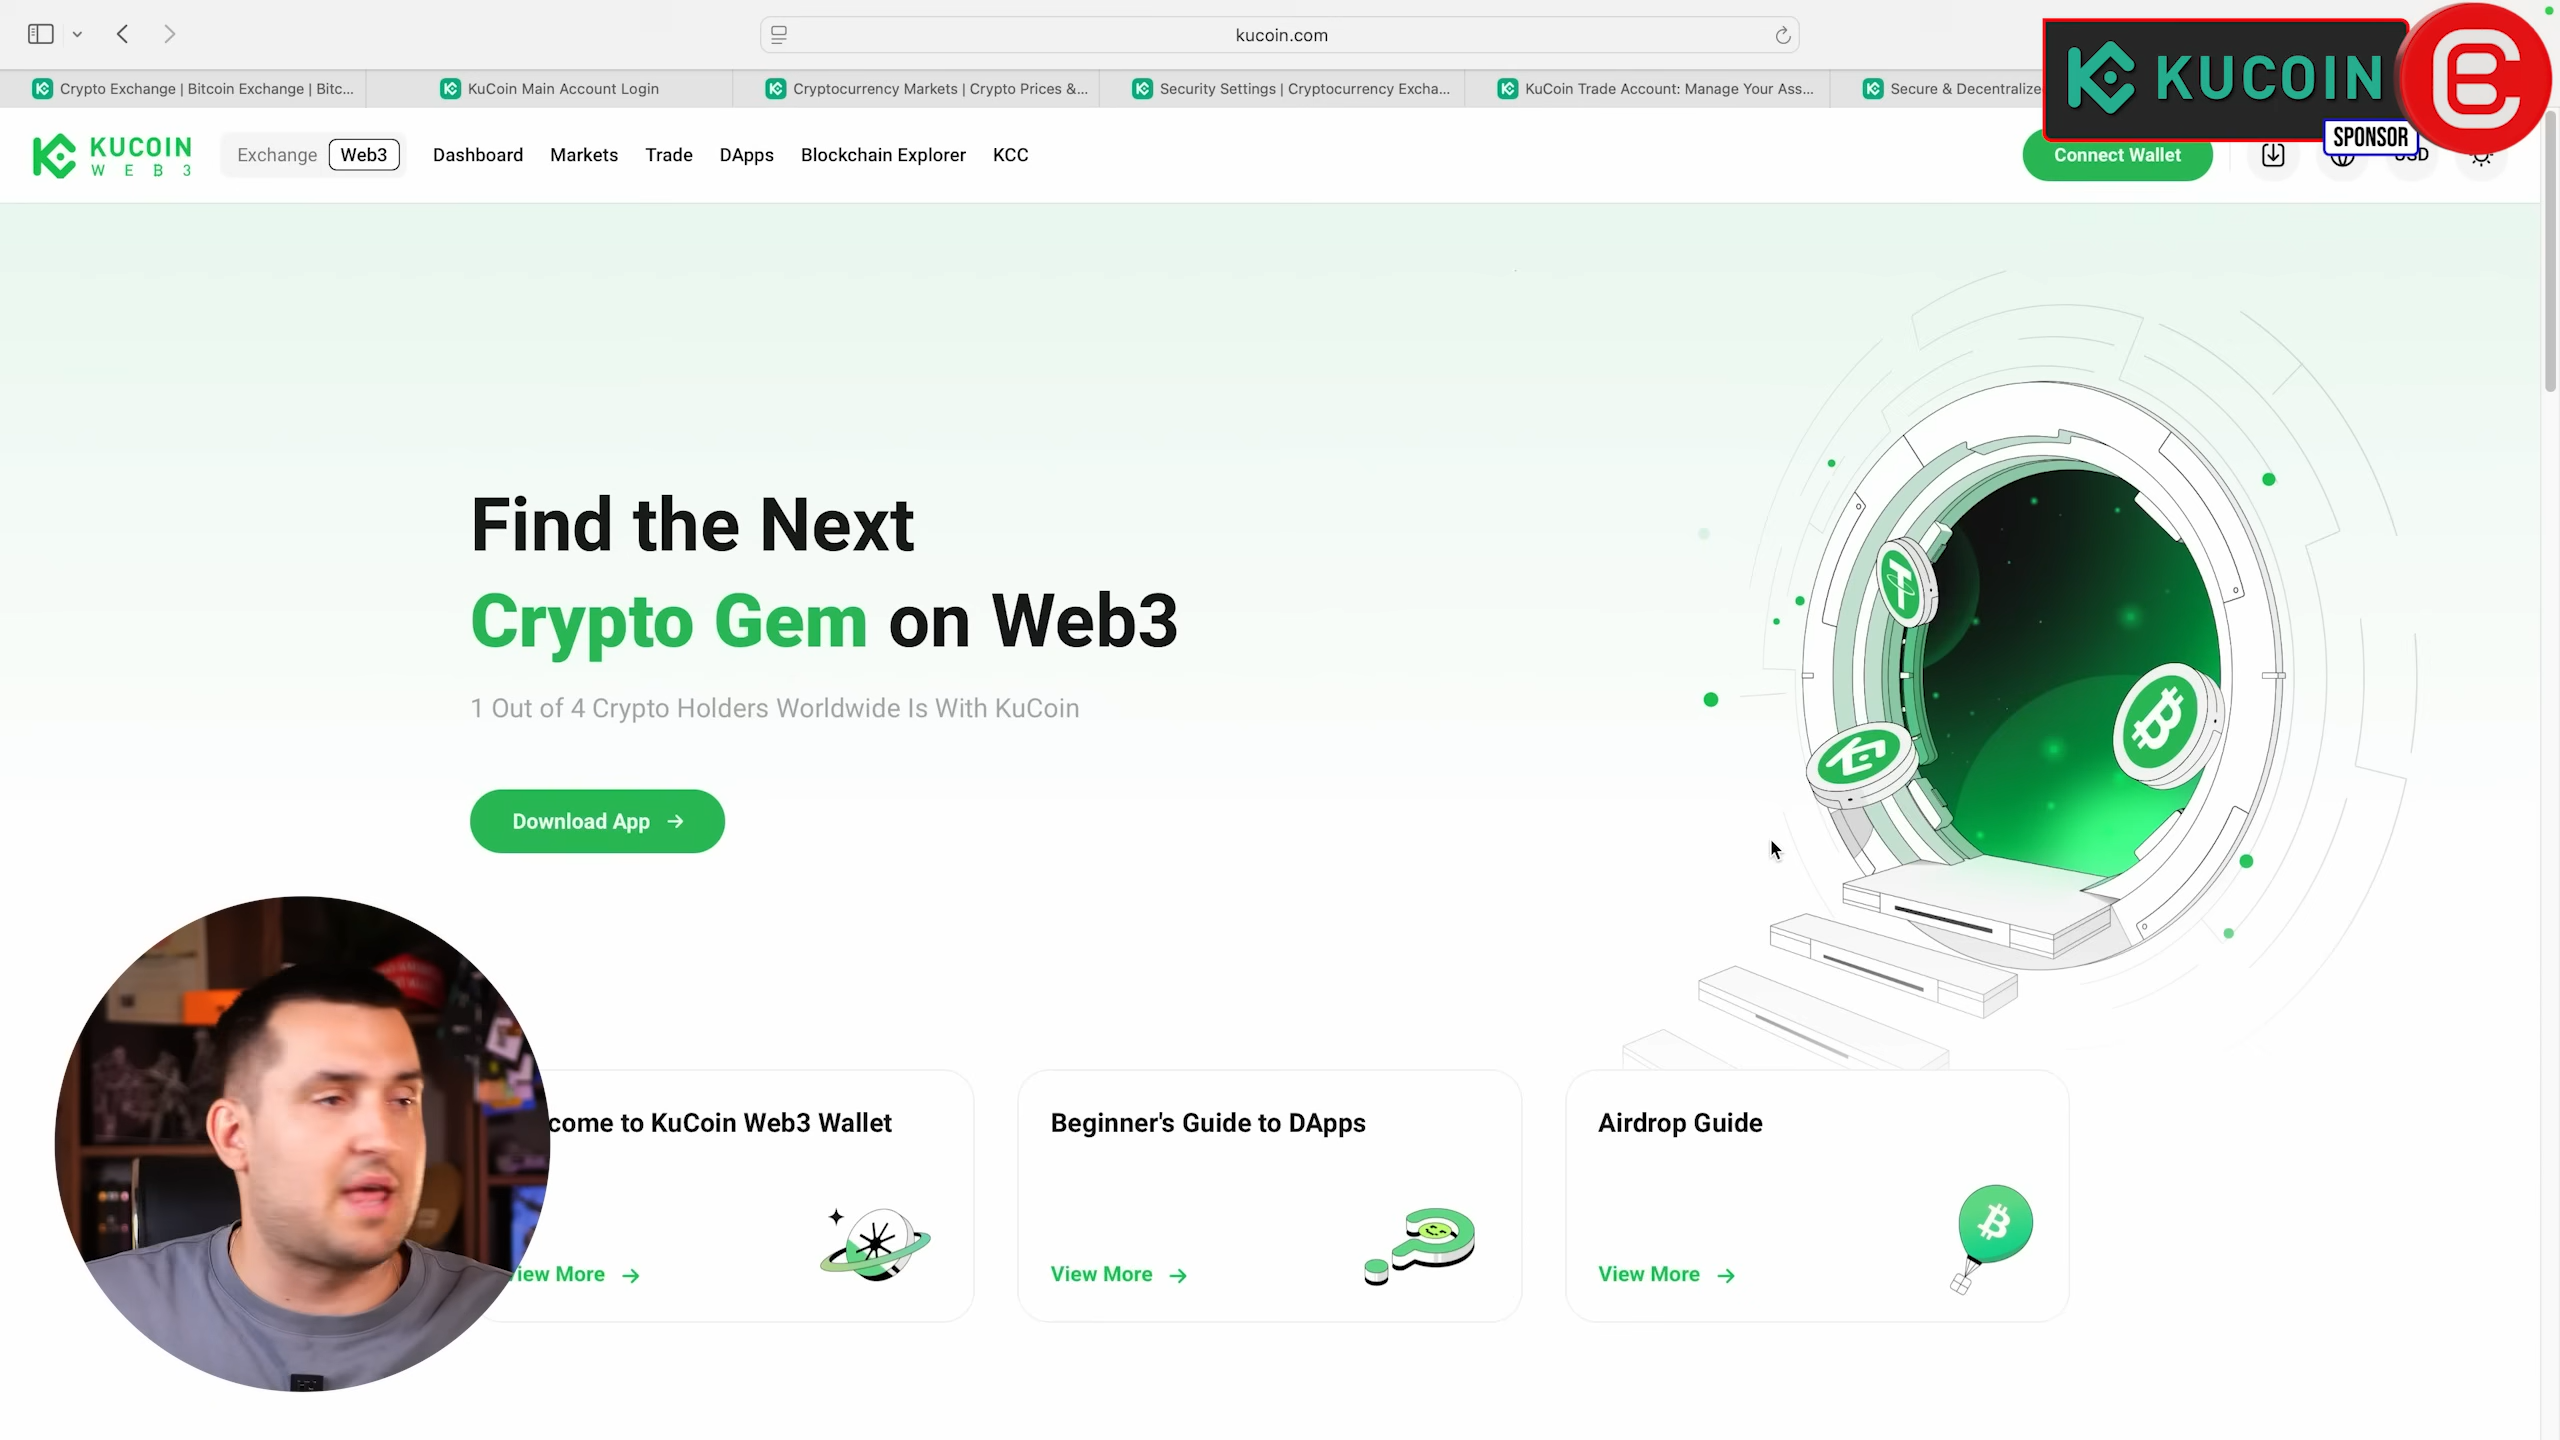 kucoin.com
KUCOIN
SPONSOR
Crypto Exchange | Bitcoin Exchange | Bitc...
KuCoin Main Account Login
Cryptocurrency Markets | Crypto Prices &...
Security Settings | Cryptocurrency Excha...
KuCoin Trade Account: Manage Your Ass...
Secure & Decentralize
KUCOIN
WEB3
Exchange
Web3
Dashboard
Markets
Trade
DApps
Blockchain Explorer
KCC
Connect Wallet
Find the Next
Crypto Gem on Web3
1 Out of 4 Crypto Holders Worldwide Is With KuCoin
Download App
come to KuCoin Web3 Wallet
View More
Beginner's Guide to DApps
View More
Airdrop Guide
View More